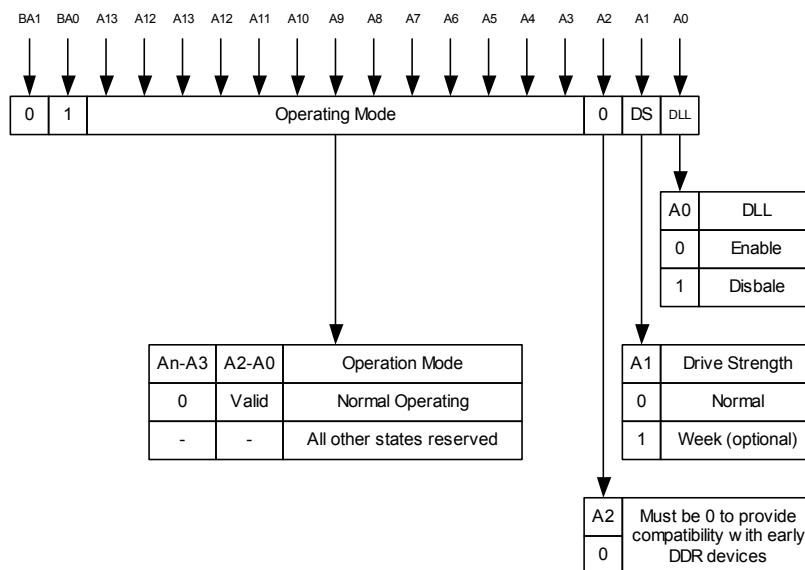 BA1 BA0 A13 A12 A13 A12 A11 A10 A9 A8 A7 A6 A5 A4 A3 A2 A1 A0
0 1 Operating Mode 0 DS DLL
A0 DLL
0 Enable
1 Disbale
An-A3 A2-A0 Operation Mode
0 Valid Normal Operating
- - All other states reserved
A1 Drive Strength
0 Normal
1 Week (optional)
A2 Must be 0 to provide
compatibility with early
0 DDR devices